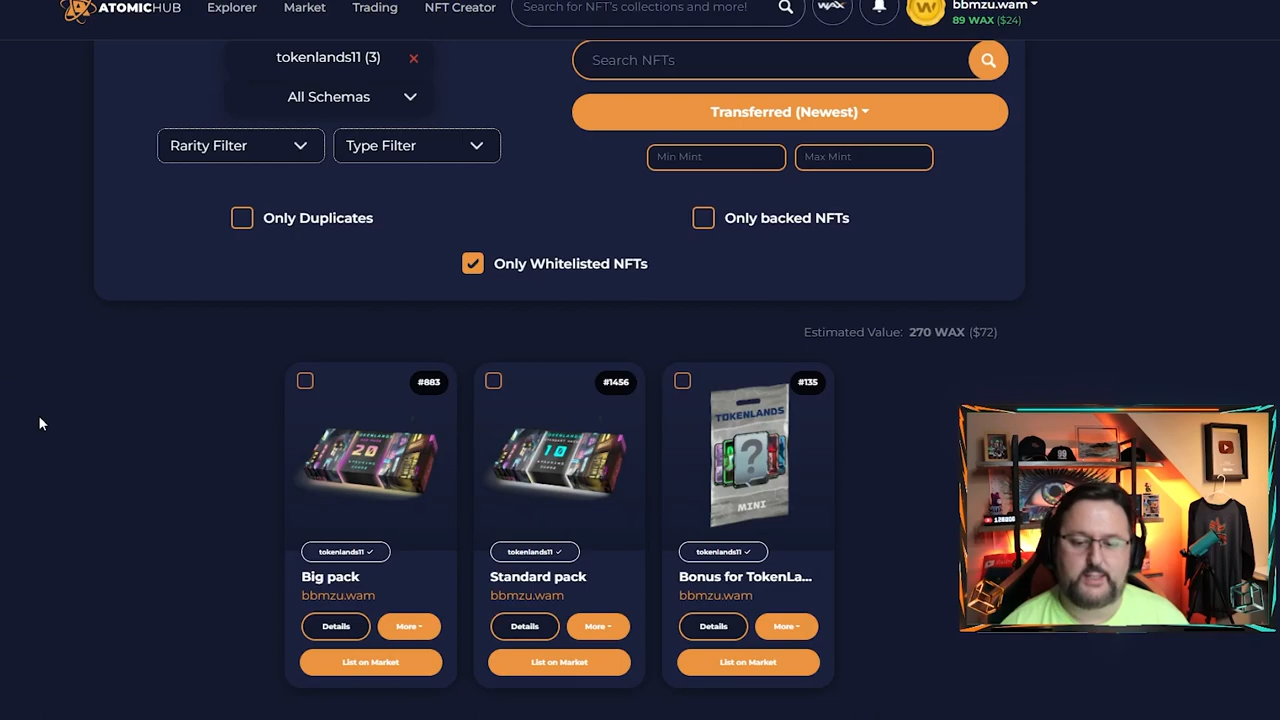 ATOMICHUB
Explorer
Market
Trading
NFT Creator
Search for NFT's collections and more!
WAX
bbmzu.wam
89 WAX ($24)
tokenlands11 (3)
All Schemas
Search NFTs
Transferred (Newest)
Rarity Filter
Type Filter
Min Mint
Max Mint
Only Duplicates
Only backed NFTs
Only Whitelisted NFTs
Estimated Value: 270 WAX ($72)
#883
#1456
#135
20
10
TOKENLANDS
?
MINI
tokenlands11
tokenlands11
tokenlands11
Big pack
Standard pack
Bonus for TokenLa...
bbmzu.wam
bbmzu.wam
bbmzu.wam
Details
More
Details
More
Details
More
List on Market
List on Market
List on Market